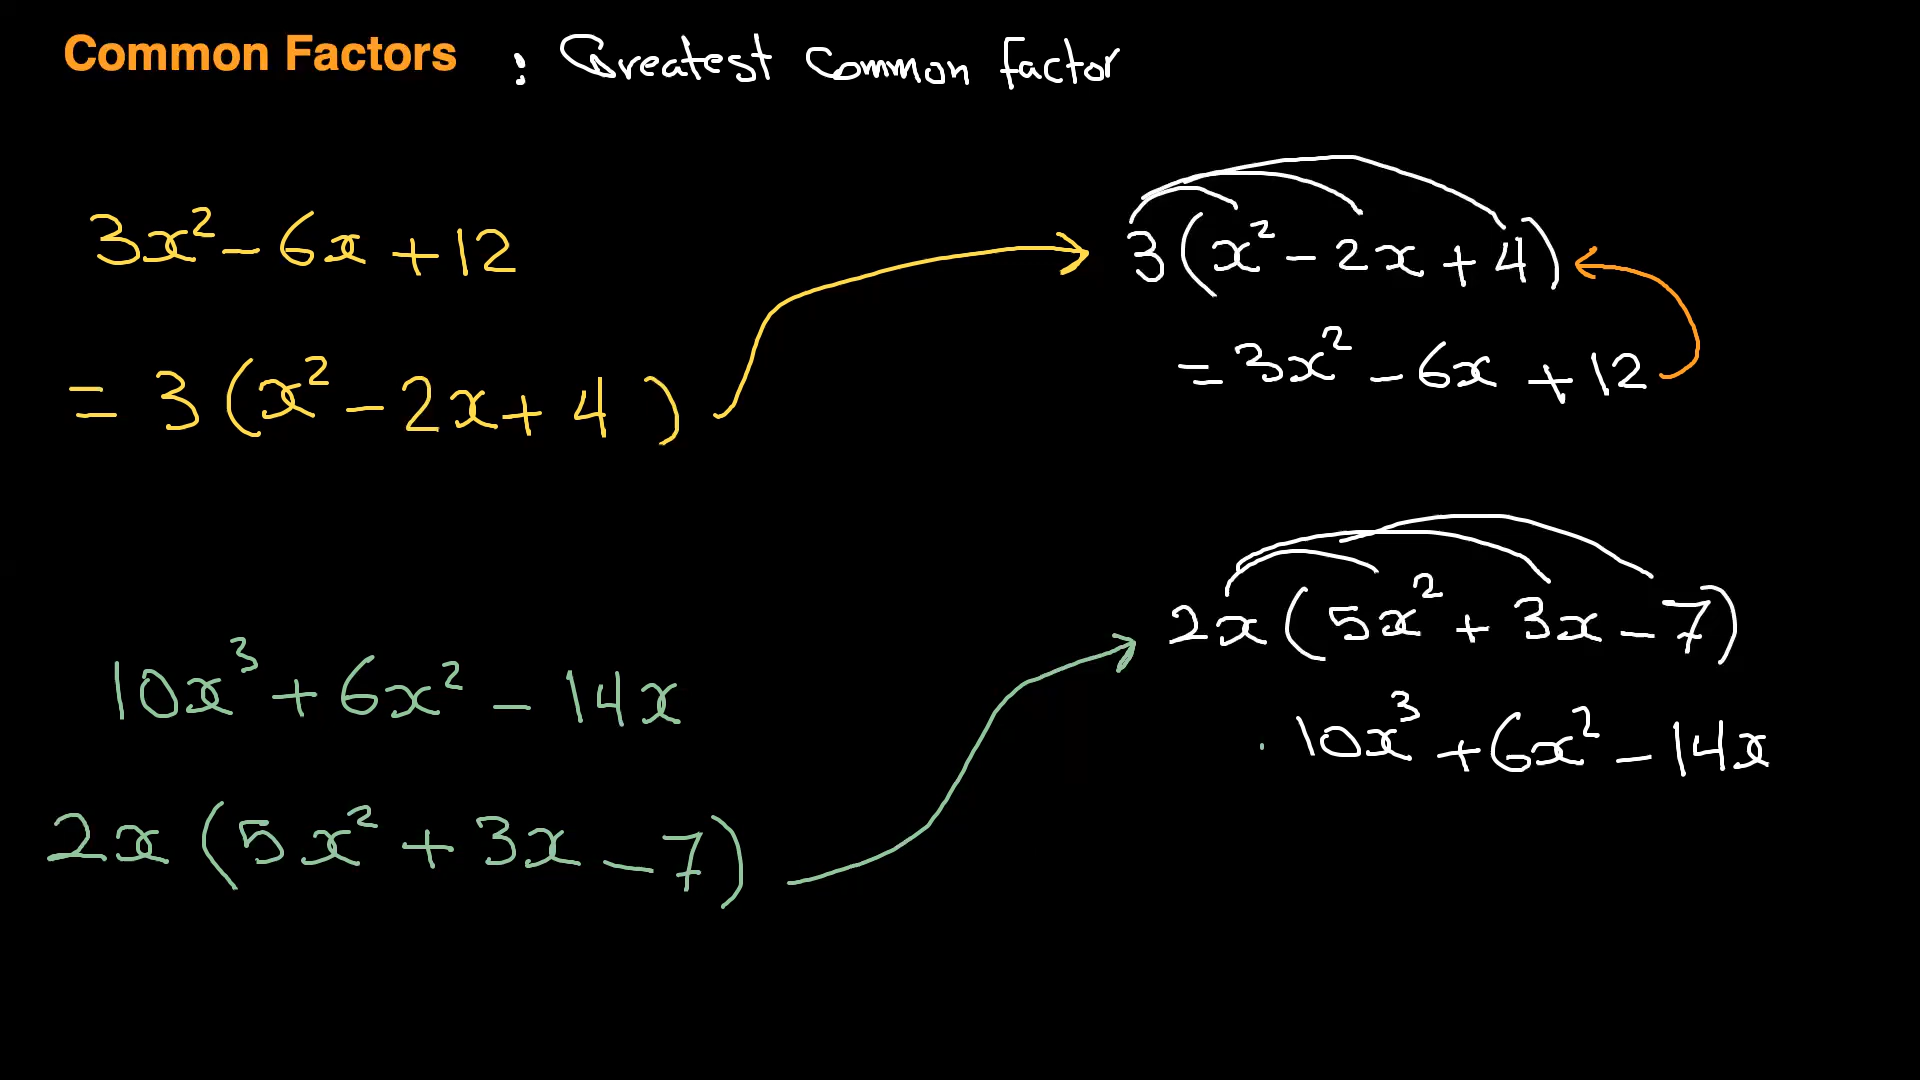 Common Factors : Greatest Common factor
3x² - 6x + 12
= 3(x² - 2x + 4)
3(x² - 2x + 4)
= 3x² - 6x + 12
10x³ + 6x² - 14x
2x(5x² + 3x - 7)
2x(5x² + 3x - 7)
10x³ + 6x² - 14x